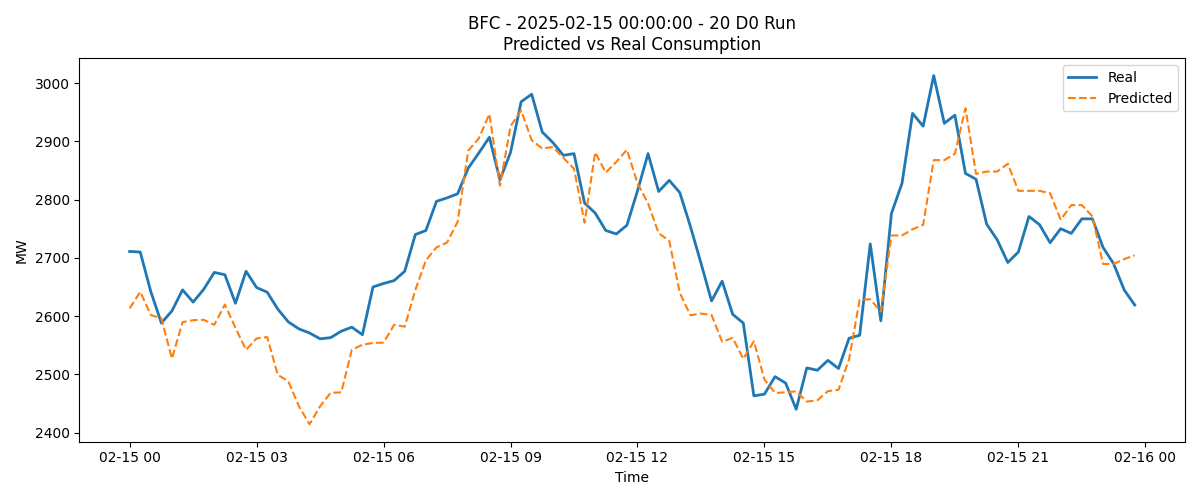 BFC - 2025-02-15 00:00:00 - 20 D0 Run
Predicted vs Real Consumption
Real
Predicted
MW
3000
2900
2800
2700
2600
2500
2400
02-15 00
02-15 03
02-15 06
02-15 09
02-15 12
02-15 15
02-15 18
02-15 21
02-16 00
Time